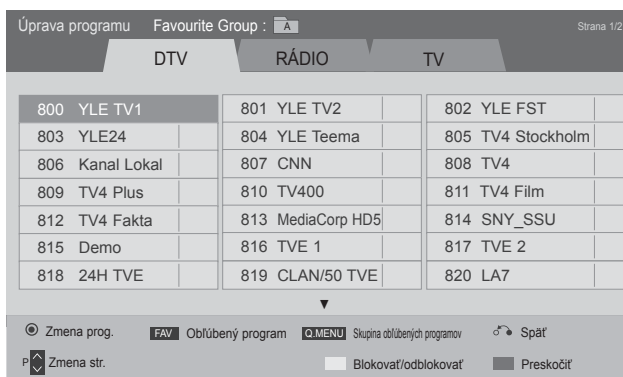 Úprava programu Favourite Group : A Strana 1/2
DTV RÁDIO TV
800 YLE TV1 801 YLE TV2 802 YLE FST
803 YLE24 804 YLE Teema 805 TV4 Stockholm
806 Kanal Lokal 807 CNN 808 TV4
809 TV4 Plus 810 TV400 811 TV4 Film
812 TV4 Fakta 813 MediaCorp HD5 814 SNY_SSU
815 Demo 816 TVE 1 817 TVE 2
818 24H TVE 819 CLAN/50 TVE 820 LA7
Zmena prog. FAV Obľúbený program Q.MENU Skupina obľúbených programov Späť
P Zmena str. Blokovať/odblokovať Preskočiť